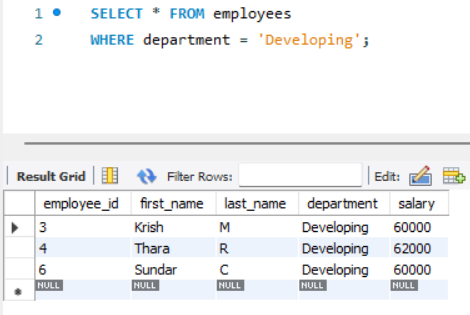 1 SELECT * FROM employees
2 WHERE department = 'Developing';
Result Grid Filter Rows: Edit:
employee_id first_name last_name department salary
3 Krish M Developing 60000
4 Thara R Developing 62000
6 Sundar C Developing 60000
NULL NULL NULL NULL NULL